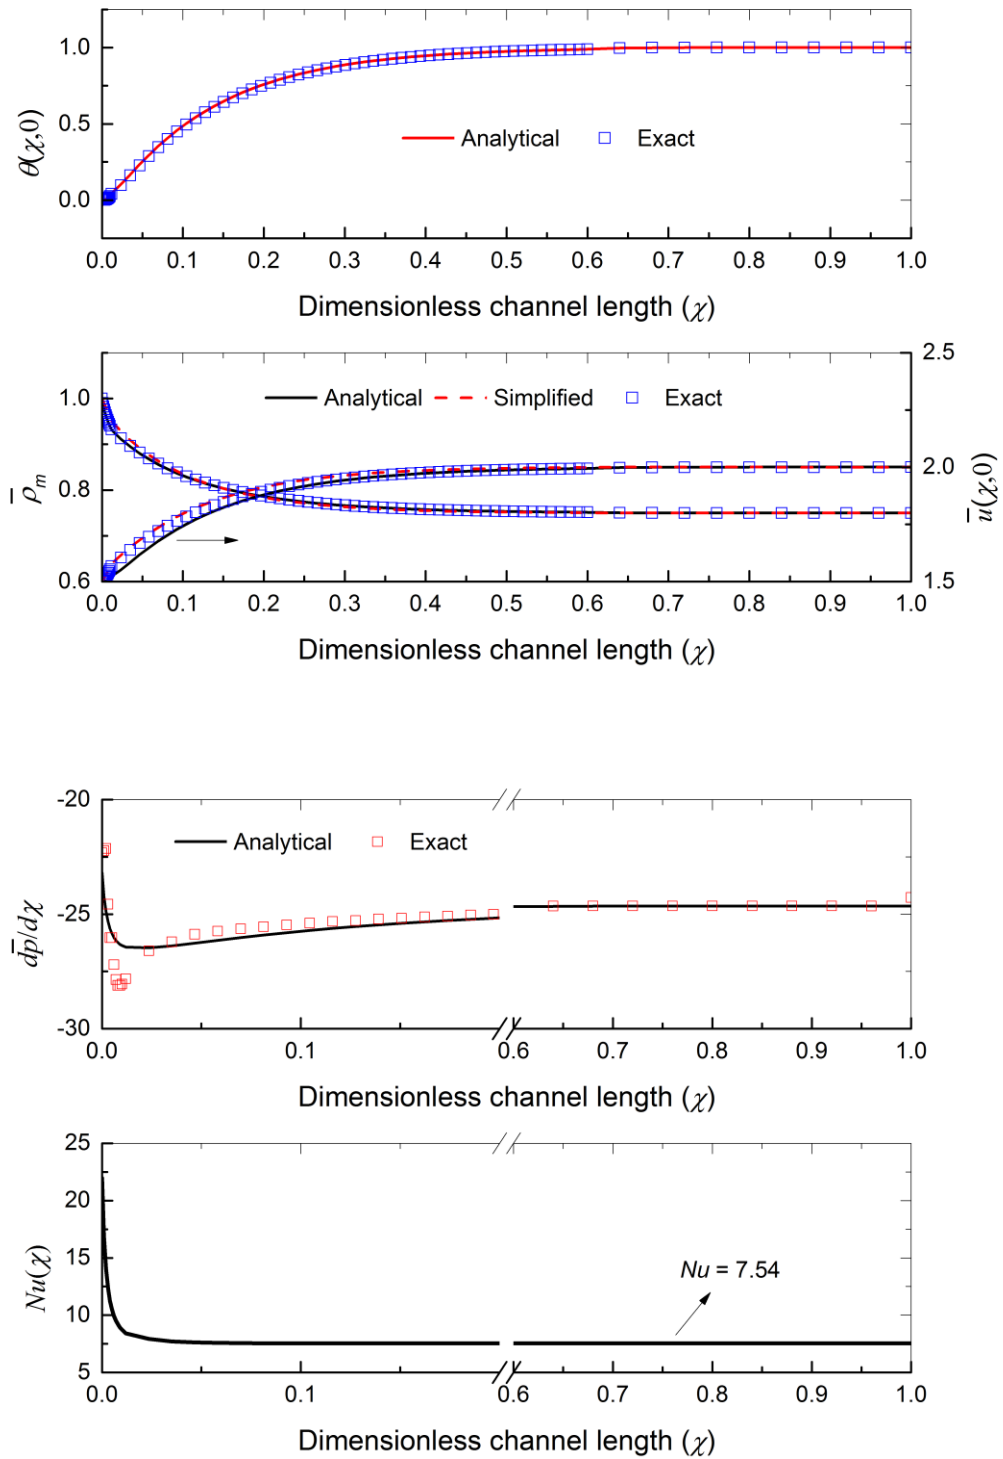 1.0
0.5
0.0
θ(χ,0)
Analytical Exact
0.0 0.1 0.2 0.3 0.4 0.5 0.6 0.7 0.8 0.9 1.0
Dimensionless channel length (χ)
2.5
1.0
Analytical Simplified Exact
2.0
0.8
ρ̅m
u̅(χ,0)
0.6
1.5
0.0 0.1 0.2 0.3 0.4 0.5 0.6 0.7 0.8 0.9 1.0
Dimensionless channel length (χ)
-20
Analytical Exact
-25
dp̅/dχ
-30
0.0 0.1 0.6 0.7 0.8 0.9 1.0
Dimensionless channel length (χ)
25
20
15
Nu(χ)
Nu = 7.54
10
5
0.0 0.1 0.6 0.7 0.8 0.9 1.0
Dimensionless channel length (χ)